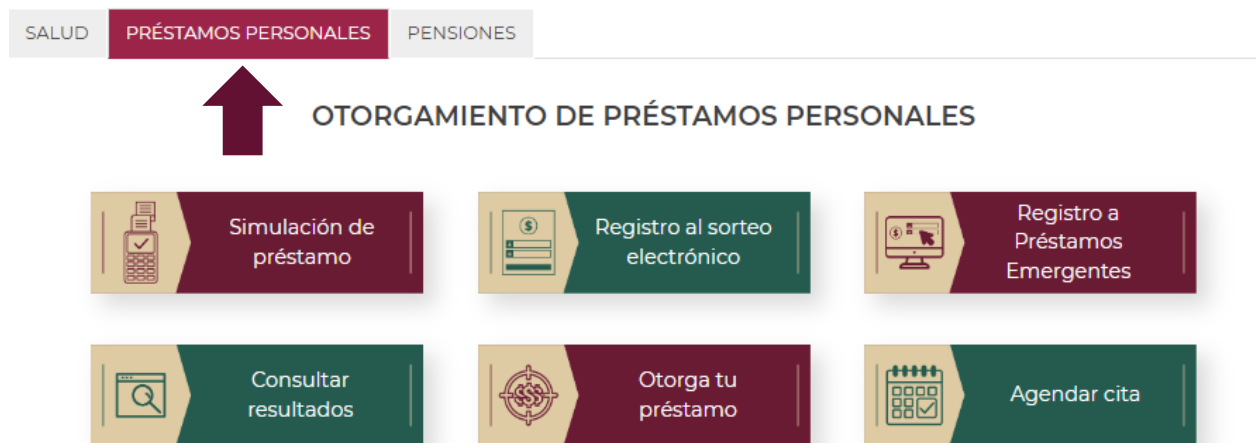 SALUD PRÉSTAMOS PERSONALES PENSIONES
OTORGAMIENTO DE PRÉSTAMOS PERSONALES
Simulación de
préstamo
Registro al sorteo
electrónico
Registro a
Préstamos
Emergentes
Consultar
resultados
Otorga tu
préstamo
Agendar cita